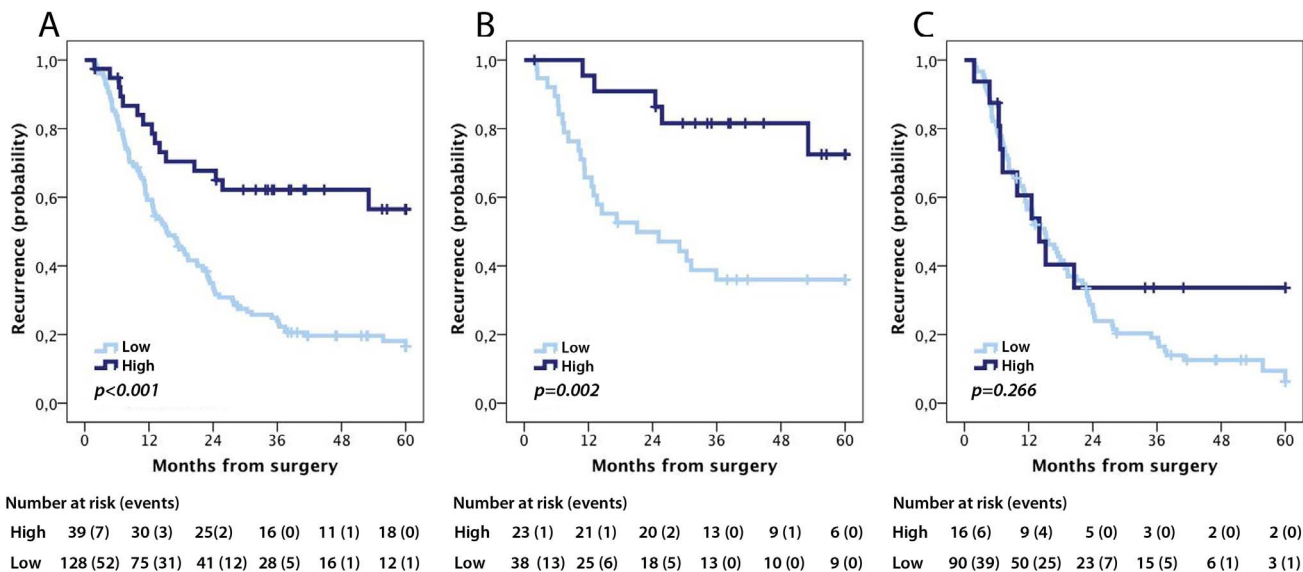 A
B
C
1,0
0,8
0,6
0,4
0,2
0,0
Recurrence (probability)
Low
High
p<0.001
0 12 24 36 48 60
Months from surgery
1,0
0,8
0,6
0,4
0,2
0,0
Recurrence (probability)
Low
High
p=0.002
0 12 24 36 48 60
Months from surgery
1,0
0,8
0,6
0,4
0,2
0,0
Recurrence (probability)
Low
High
p=0.266
0 12 24 36 48 60
Months from surgery
Number at risk (events)
High 39 (7) 30 (3) 25(2) 16 (0) 11 (1) 18 (0)
Low 128 (52) 75 (31) 41 (12) 28 (5) 16 (1) 12 (1)
Number at risk (events)
High 23 (1) 21 (1) 20 (2) 13 (0) 9 (1) 6 (0)
Low 38 (13) 25 (6) 18 (5) 13 (0) 10 (0) 9 (0)
Number at risk (events)
High 16 (6) 9 (4) 5 (0) 3 (0) 2 (0) 2 (0)
Low 90 (39) 50 (25) 23 (7) 15 (5) 6 (1) 3 (1)